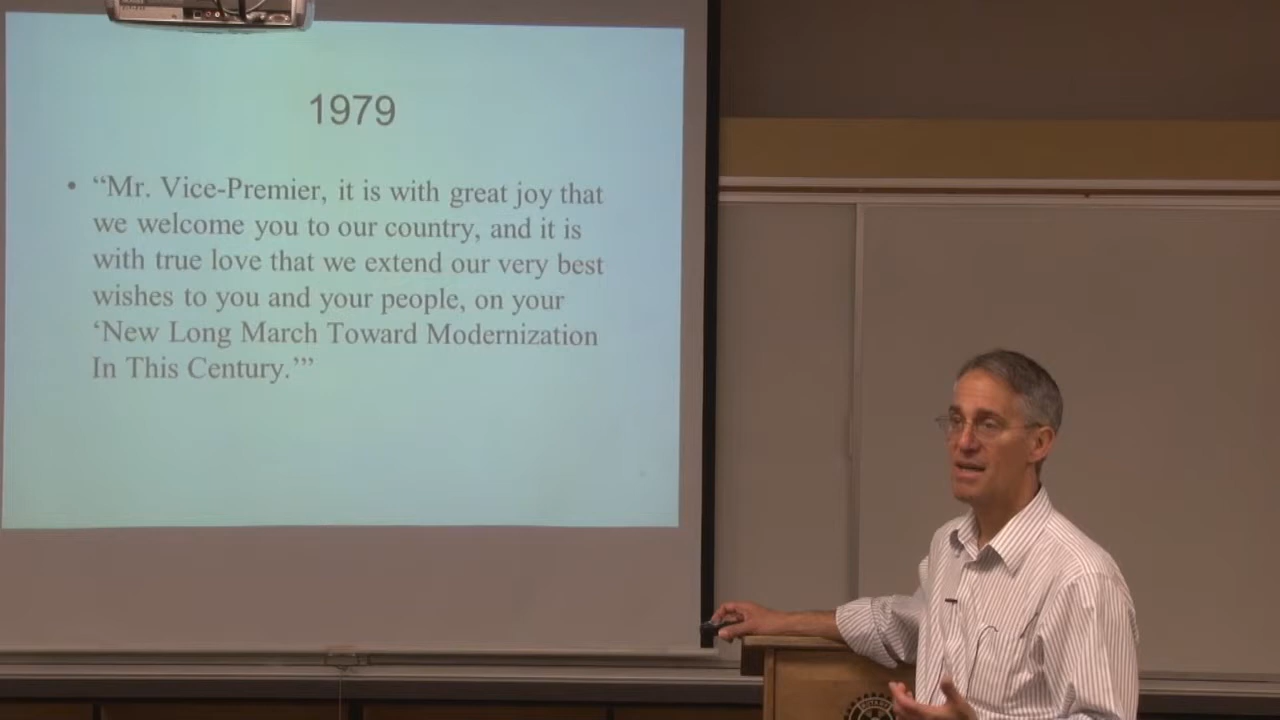 1979
• “Mr. Vice-Premier, it is with great joy that
we welcome you to our country, and it is
with true love that we extend our very best
wishes to you and your people, on your
‘New Long March Toward Modernization
In This Century.’”